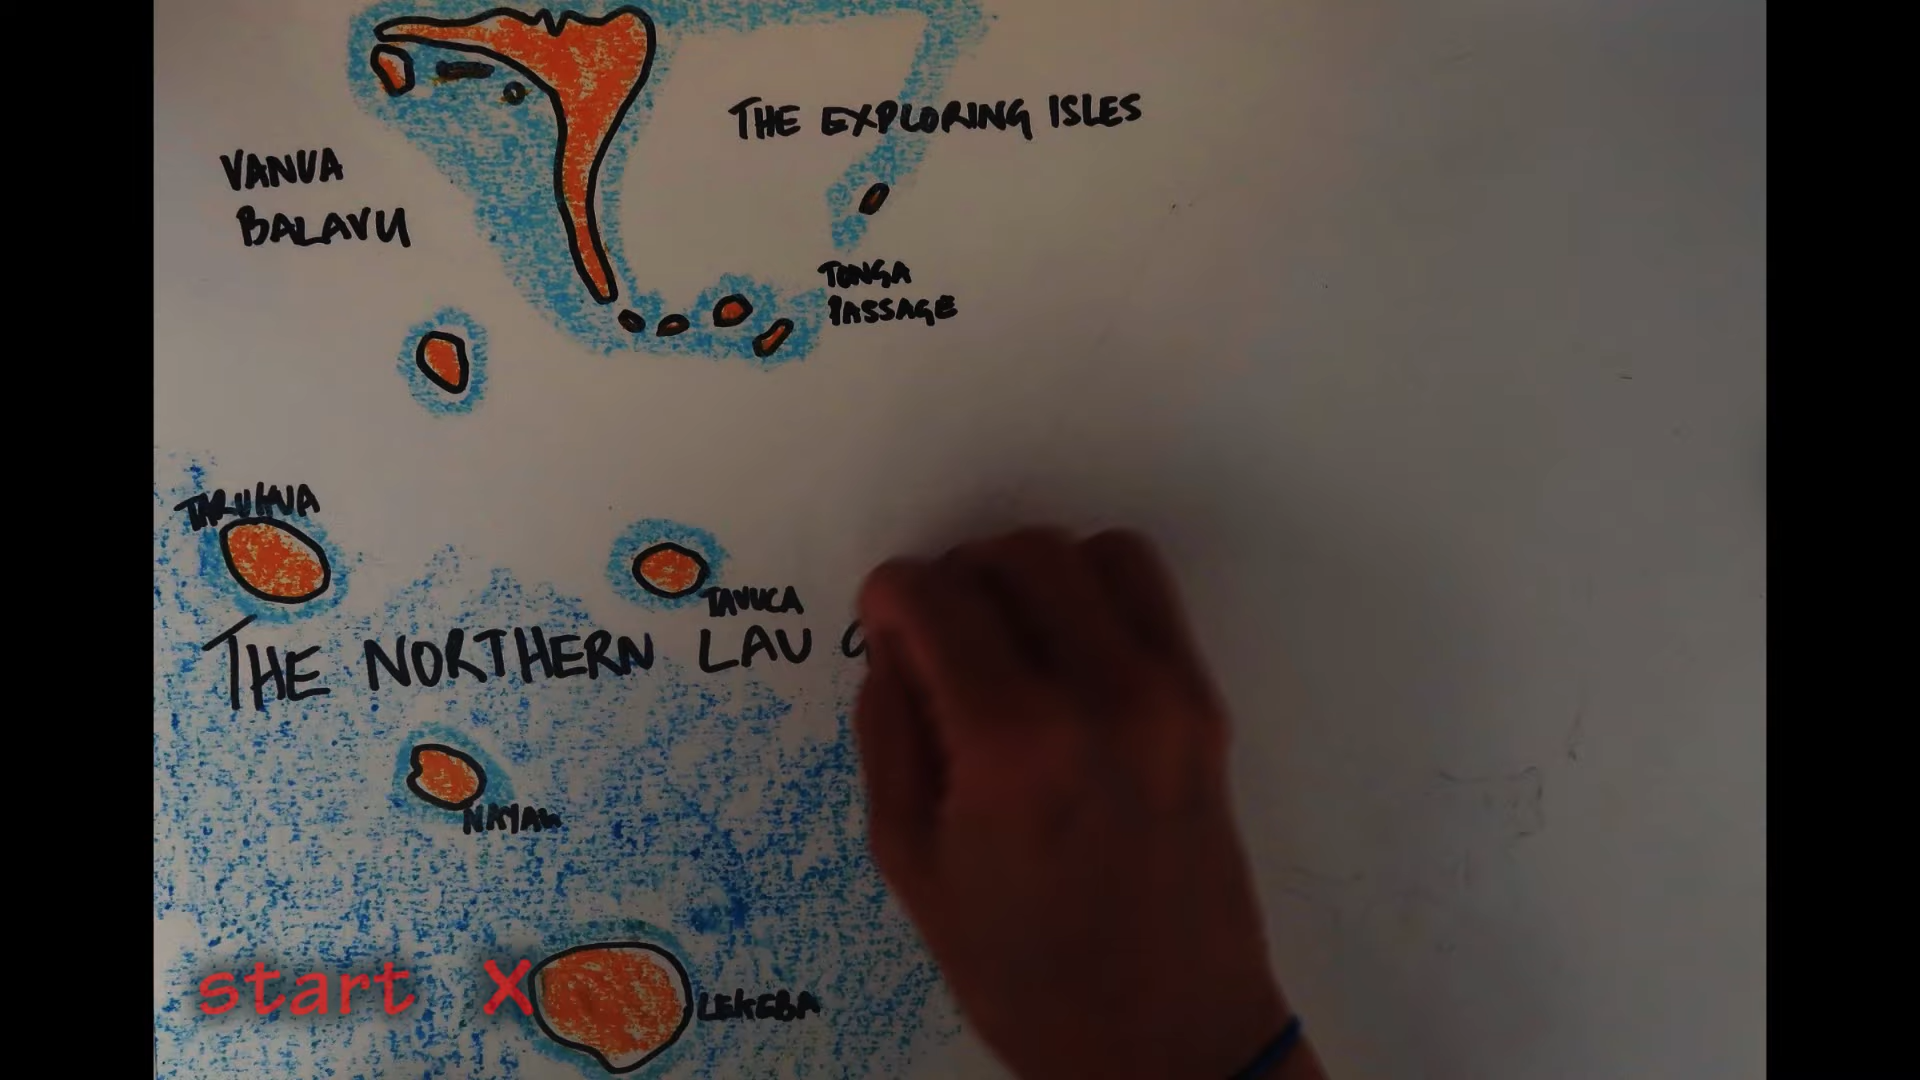 THE EXPLORING ISLES
VANUA
BALAVU
TONGA
PASSAGE
TAVUCA
THE NORTHERN LAU
NAYAU
start X
LEKEBA